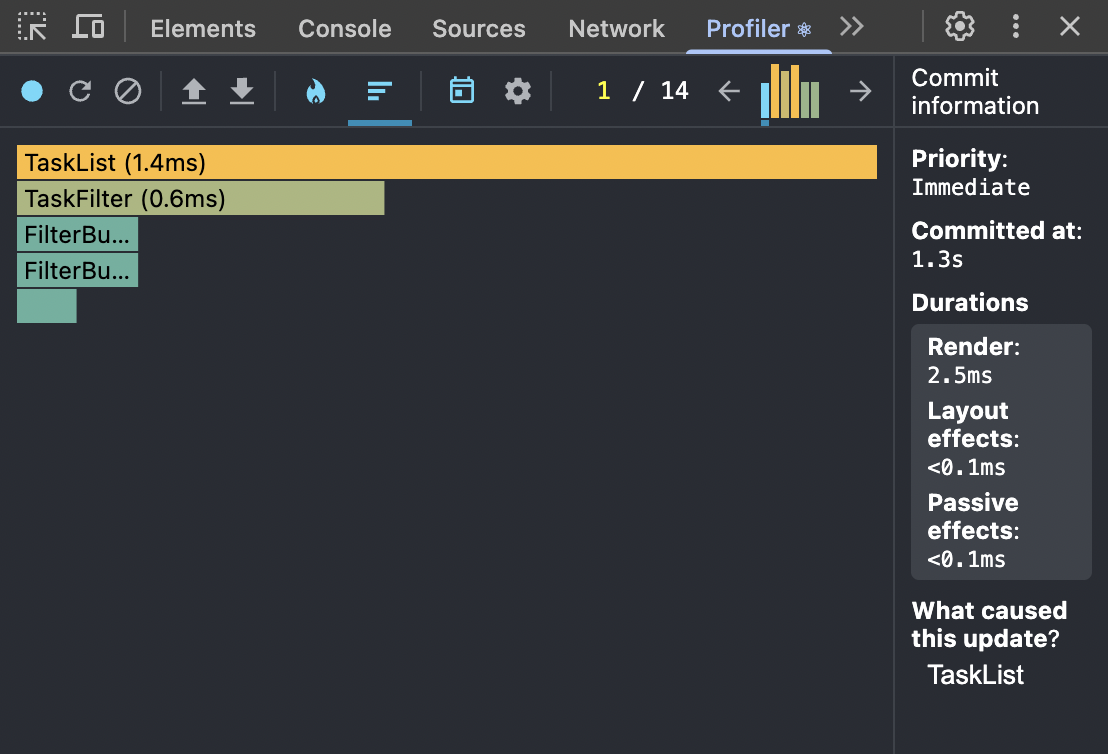 Elements Console Sources Network Profiler ⚛
1 / 14
Commit
information
TaskList (1.4ms)
TaskFilter (0.6ms)
FilterBu...
FilterBu...
Priority:
Immediate
Committed at:
1.3s
Durations
Render:
2.5ms
Layout
effects:
<0.1ms
Passive
effects:
<0.1ms
What caused
this update?
TaskList